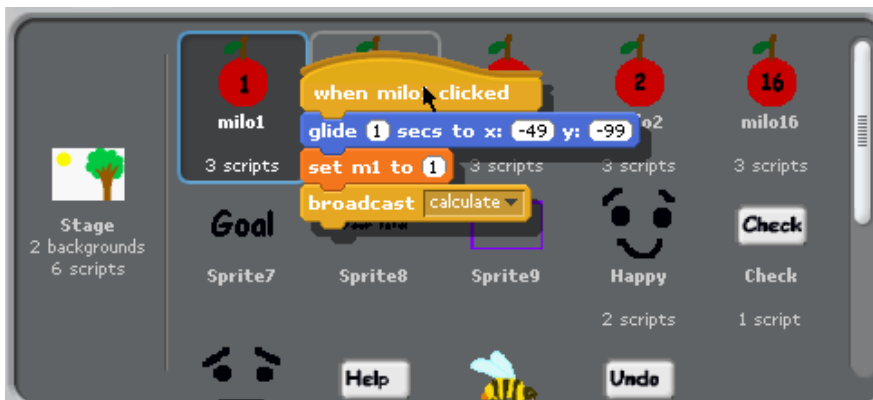 1
2
16
when milo1 clicked
milo1
milo16
glide 1 secs to x: -49 y: -99
3 scripts
3 scripts
3 scripts
3 scripts
set m1 to 1
broadcast calculate
Stage
2 backgrounds
6 scripts
Goal
Check
Sprite7
Sprite8
Sprite9
Happy
Check
2 scripts
1 script
Help
Undo